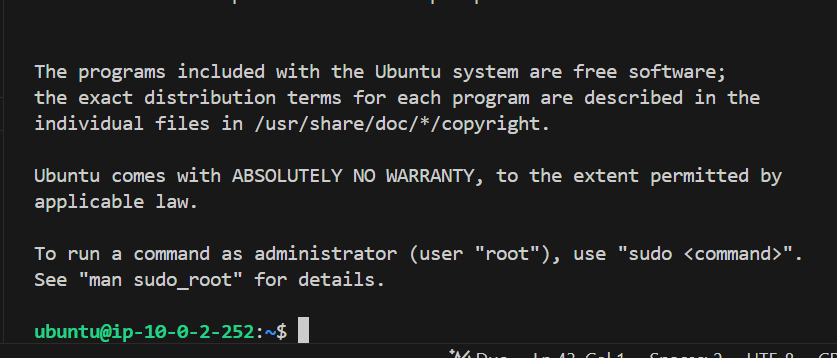 The programs included with the Ubuntu system are free software;
the exact distribution terms for each program are described in the
individual files in /usr/share/doc/*/copyright.
Ubuntu comes with ABSOLUTELY NO WARRANTY, to the extent permitted by
applicable law.
To run a command as administrator (user "root"), use "sudo <command>".
See "man sudo_root" for details.
ubuntu@ip-10-0-2-252:~$